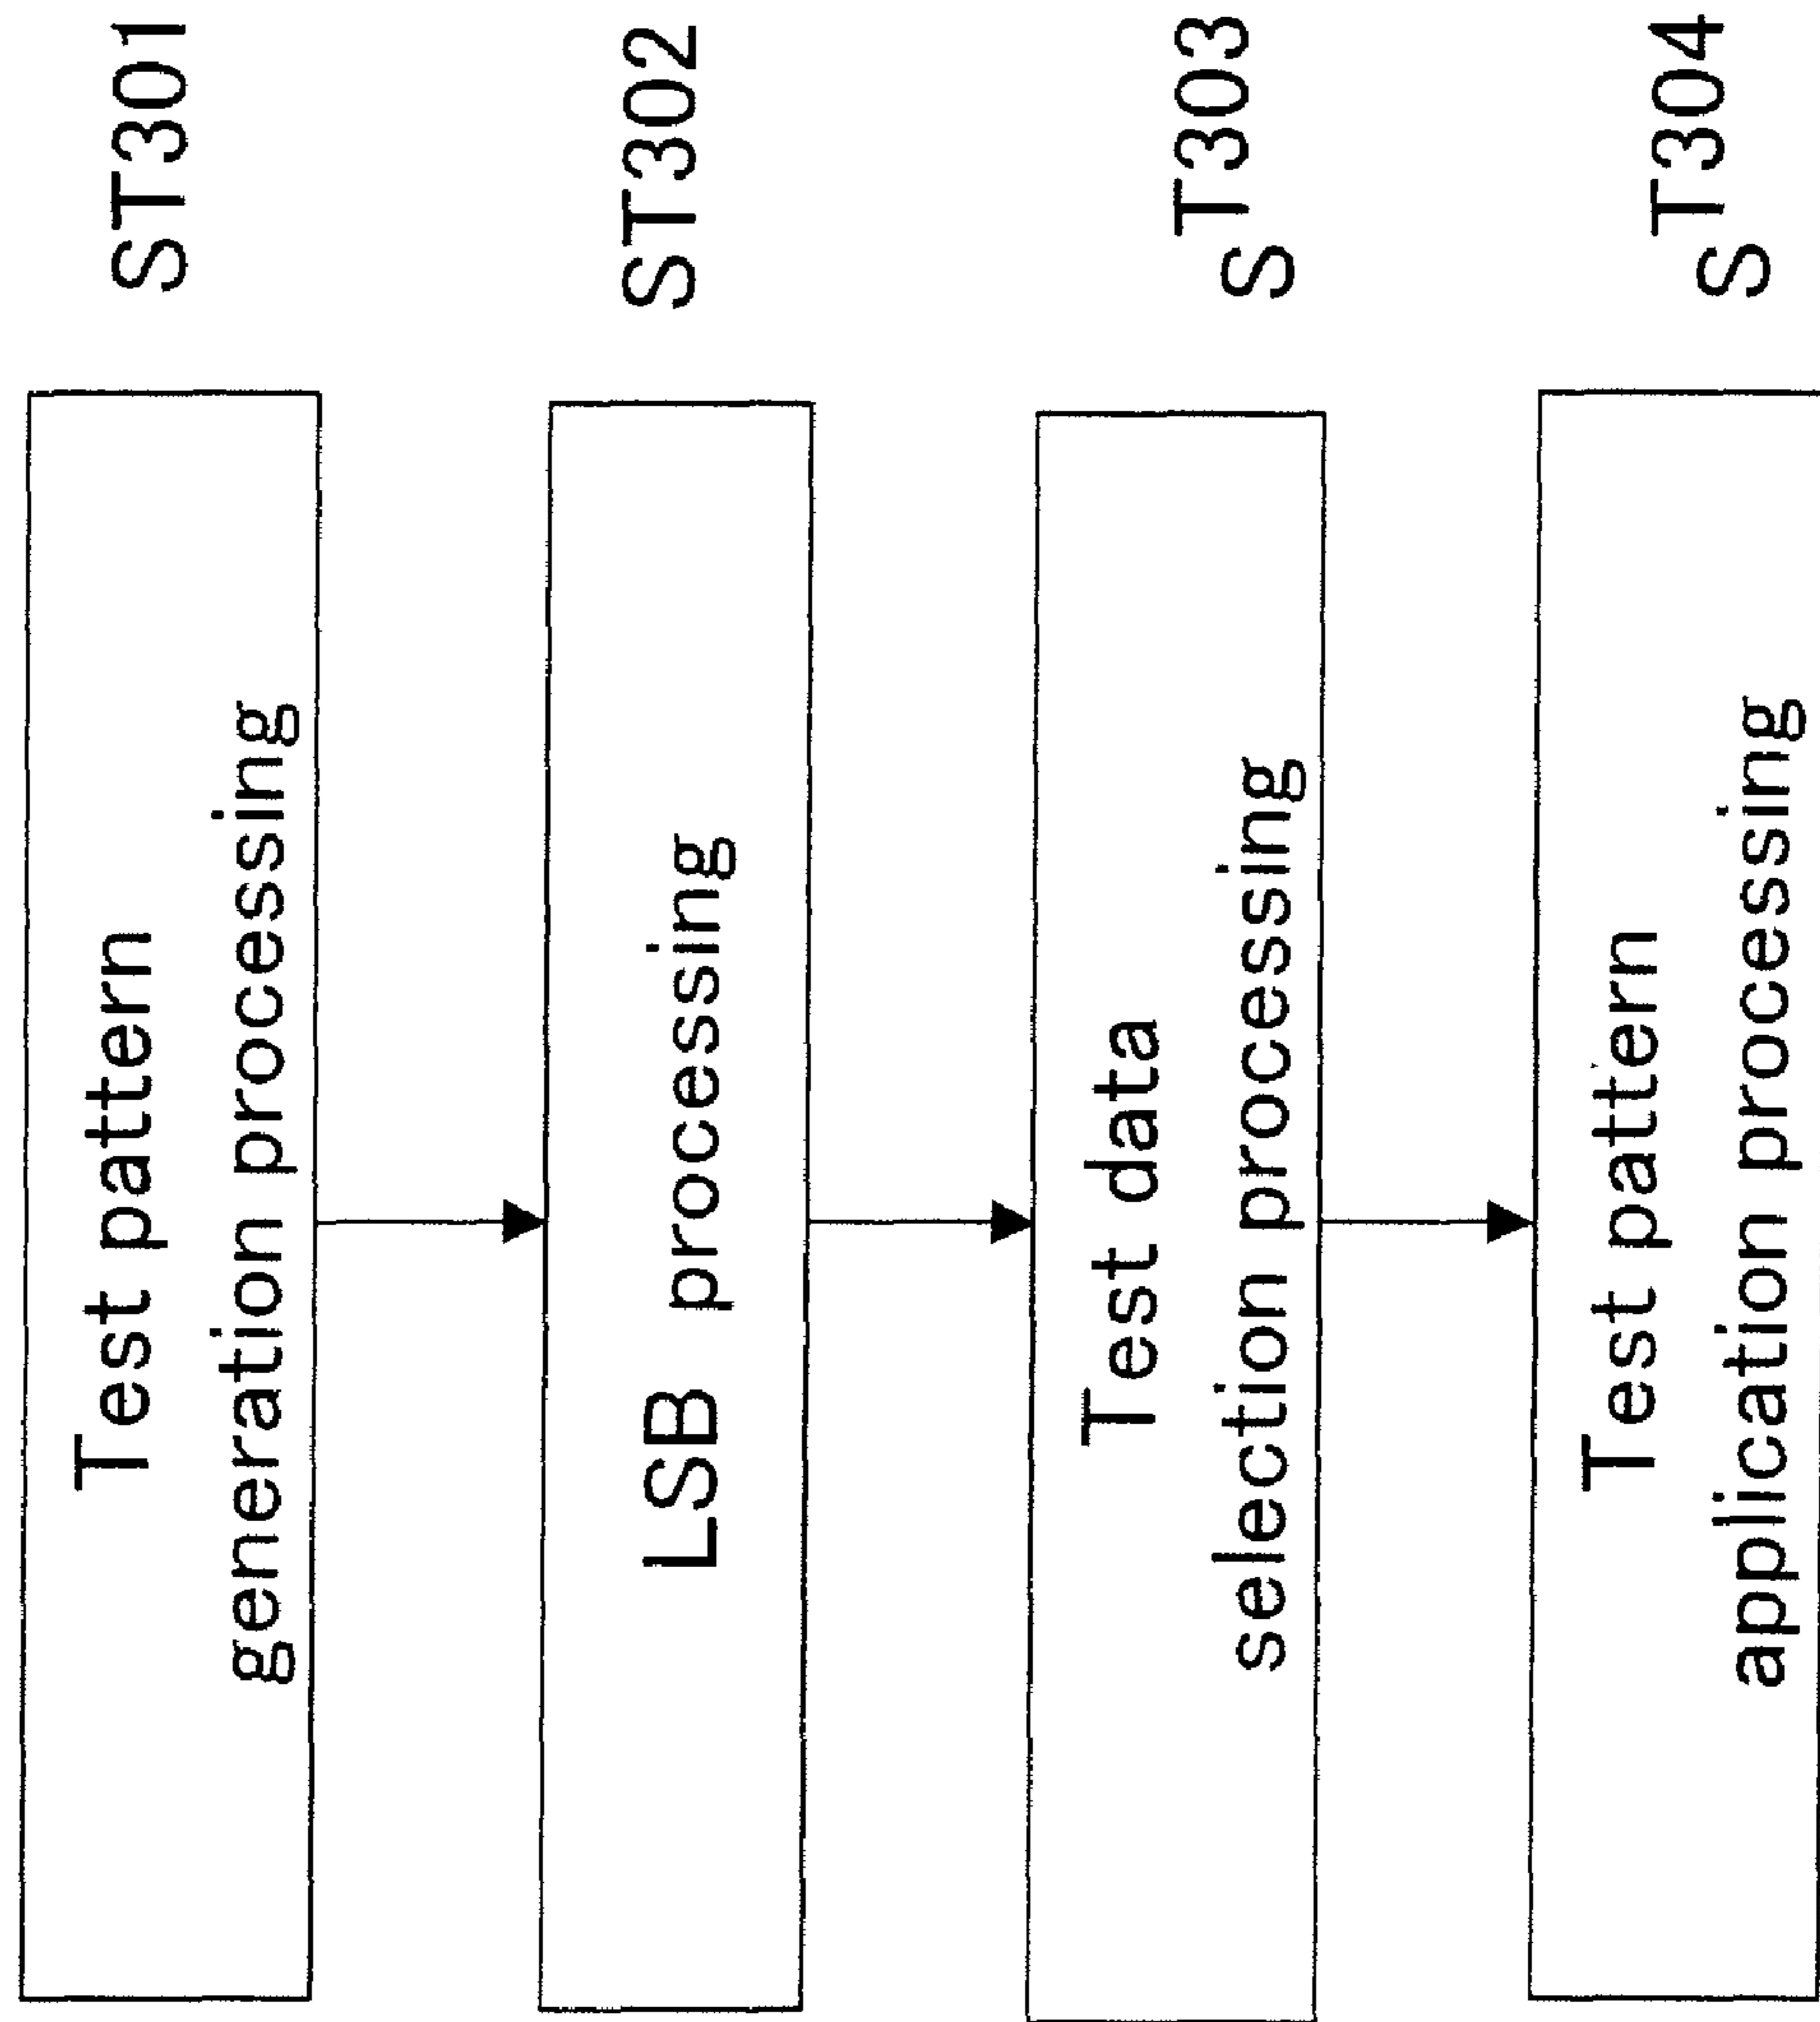 Test pattern
generation processing
ST301
LSB processing
ST302
Test data
selection processing
ST303
Test pattern
application processing
ST304